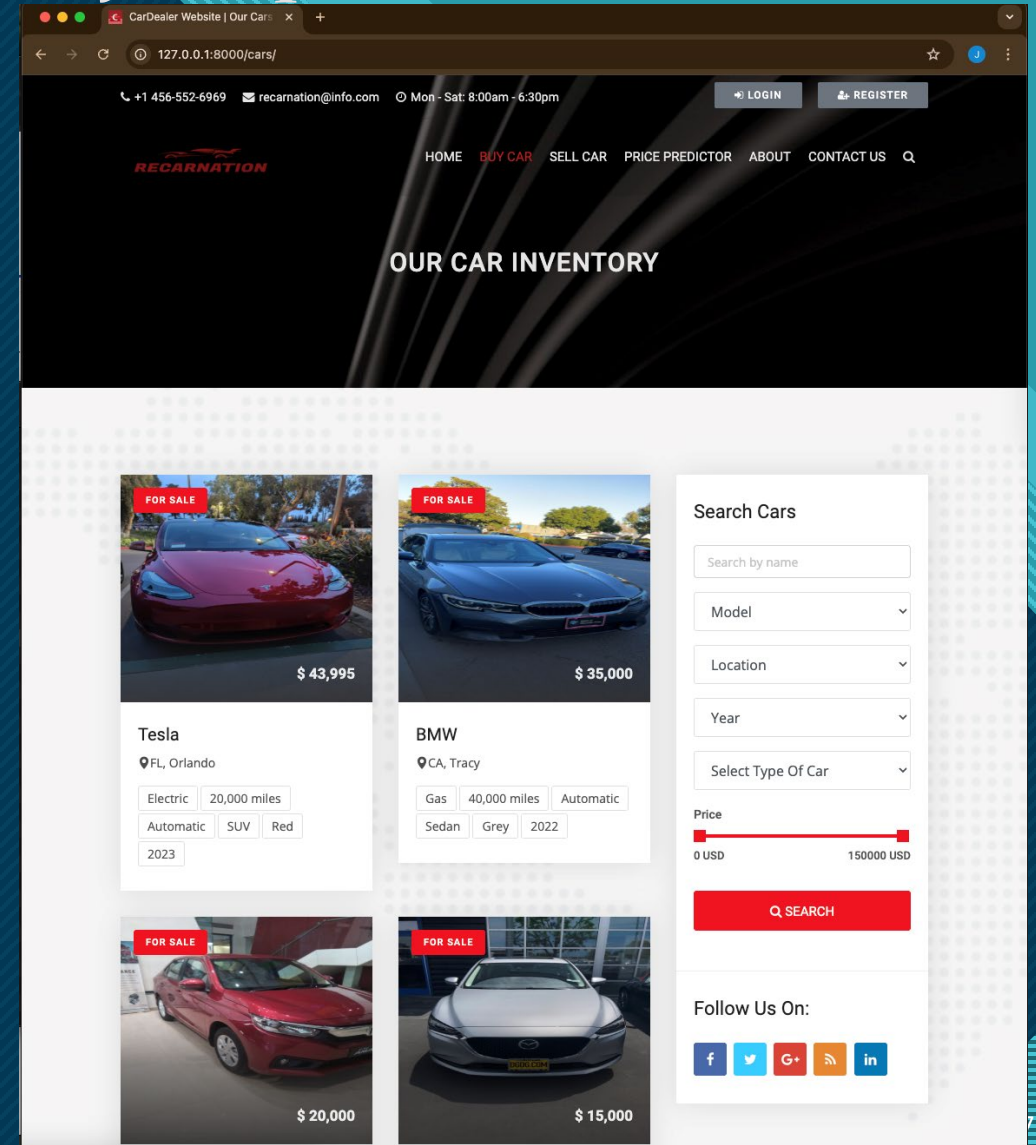 CarDealer Website | Our Cars
127.0.0.1:8000/cars/
J
+1 456-552-6969 recarnation@info.com Mon - Sat: 8:00am - 6:30pm LOGIN REGISTER
RECARNATION HOME BUY CAR SELL CAR PRICE PREDICTOR ABOUT CONTACT US
OUR CAR INVENTORY
FOR SALE
$ 43,995
Tesla
FL, Orlando
Electric 20,000 miles
Automatic SUV Red
2023
FOR SALE
$ 35,000
BMW
CA, Tracy
Gas 40,000 miles Automatic
Sedan Grey 2022
FOR SALE
$ 20,000
FOR SALE
DGDG.COM
$ 15,000
Search Cars
Search by name
Model
Location
Year
Select Type Of Car
Price
0 USD 150000 USD
SEARCH
Follow Us On:
f G+ in